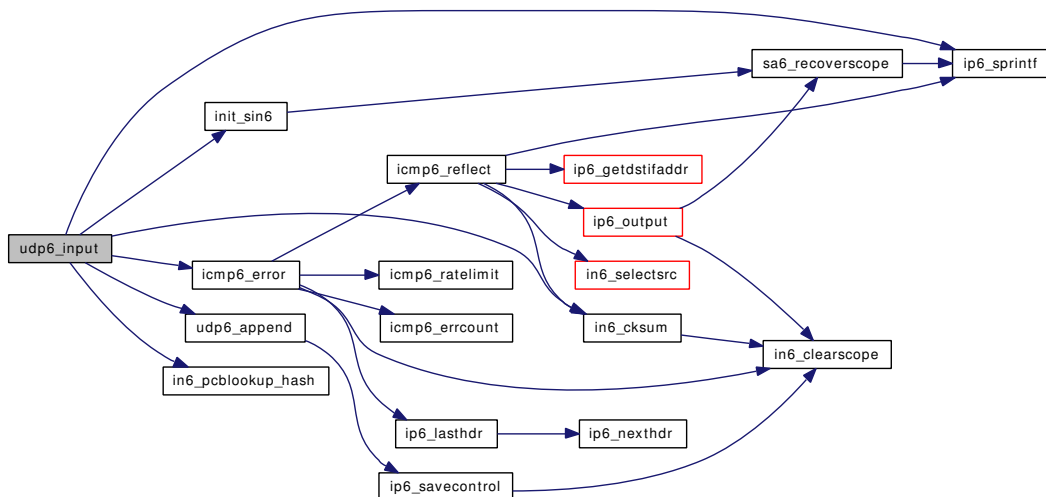 sa6_recoverscope
ip6_sprintf
init_sin6
icmp6_reflect
ip6_getdstifaddr
ip6_output
udp6_input
icmp6_error
icmp6_ratelimit
in6_selectsrc
udp6_append
icmp6_errcount
in6_cksum
in6_clearscope
in6_pcblookup_hash
ip6_lasthdr
ip6_nexthdr
ip6_savecontrol